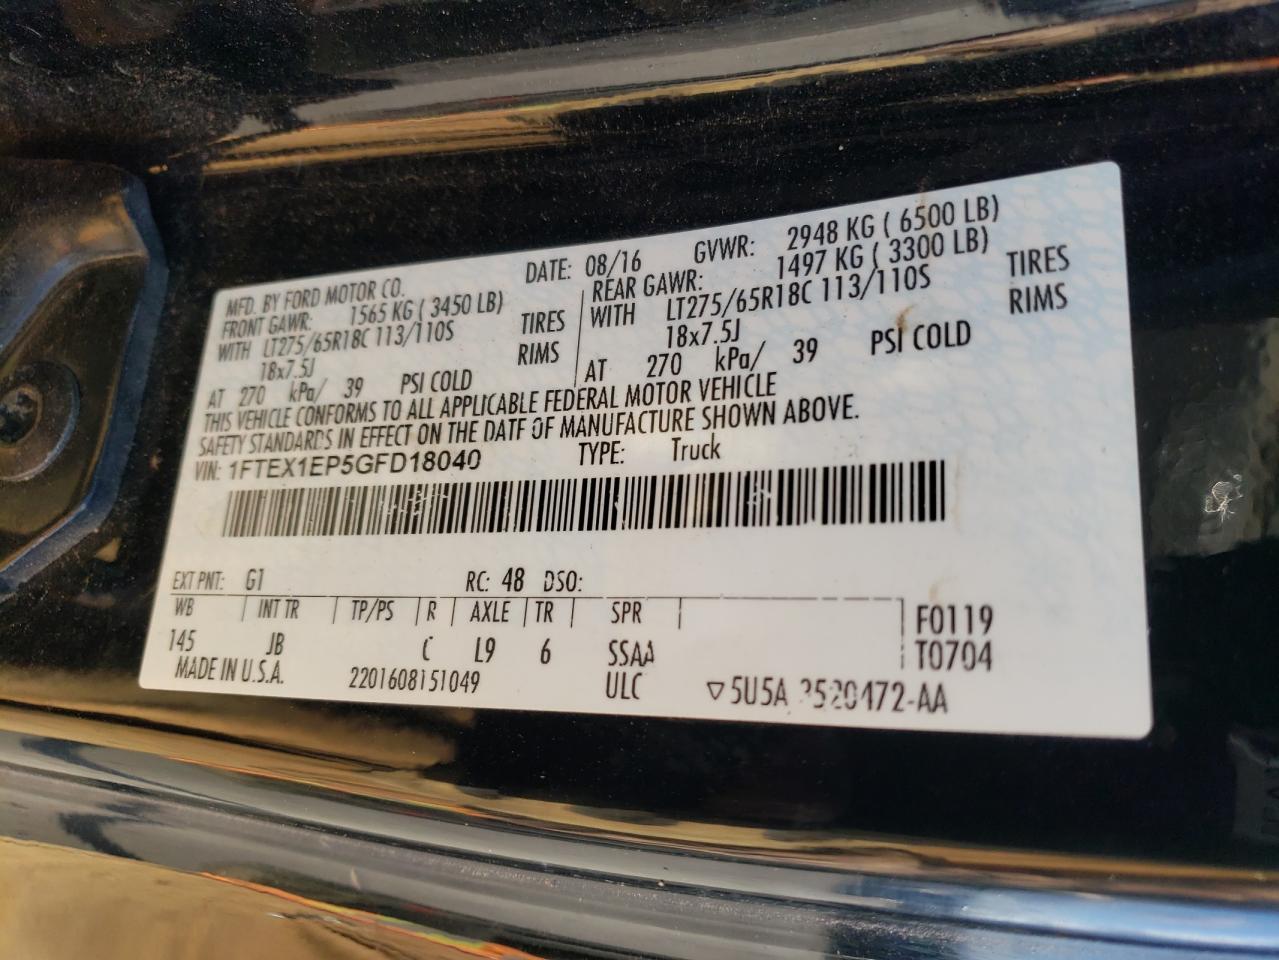 MFD. BY FORD MOTOR CO. DATE: 08/16 GVWR: 2948 KG ( 6500 LB)
FRONT GAWR: 1565 KG ( 3450 LB) REAR GAWR: 1497 KG ( 3300 LB)
WITH LT275/65R18C 113/110S TIRES WITH LT275/65R18C 113/110S TIRES
18x7.5J RIMS 18x7.5J RIMS
AT 270 kPa/ 39 PSI COLD AT 270 kPa/ 39 PSI COLD
THIS VEHICLE CONFORMS TO ALL APPLICABLE FEDERAL MOTOR VEHICLE
SAFETY STANDARDS IN EFFECT ON THE DATE OF MANUFACTURE SHOWN ABOVE.
VIN: 1FTEX1EP5GFD18040 TYPE: Truck
EXT PNT: G1 RC: 48 DSO:
WB INT TR TP/PS R AXLE TR SPR F0119
145 JB C L9 6 SSAA T0704
MADE IN U.S.A. 2201608151049 ULC ▽5U5A 3520472-AA